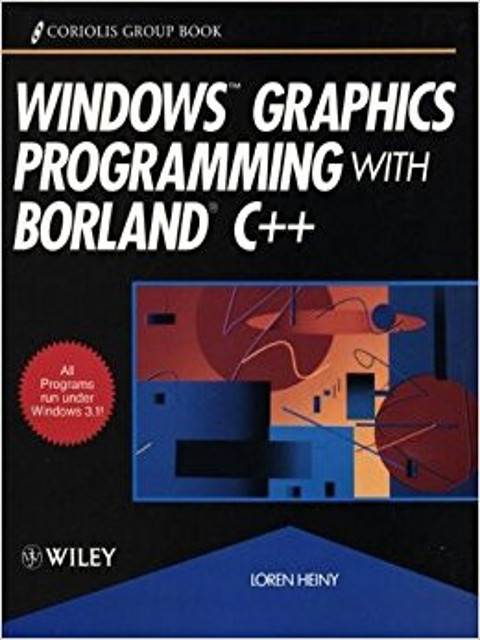 CORIOLIS GROUP BOOK
WINDOWS™ GRAPHICS
PROGRAMMING WITH
BORLAND® C++
All
Programs
run under
Windows 3.1!
WILEY
LOREN HEINY